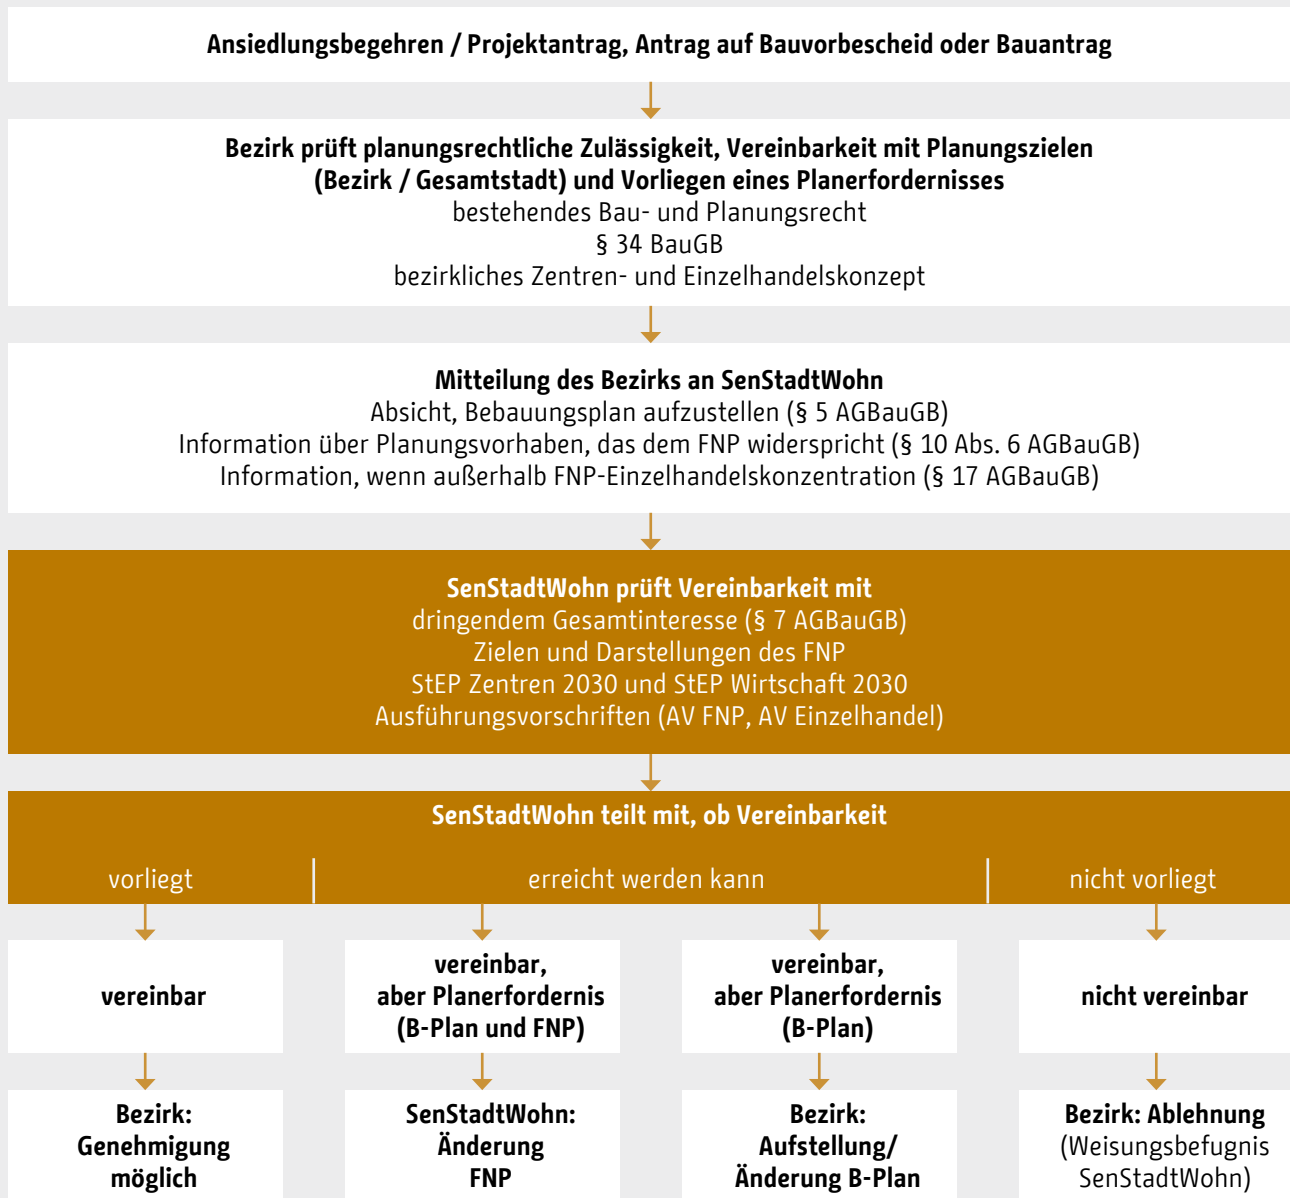 Ansiedlungsbegehren / Projektantrag, Antrag auf Bauvorbescheid oder Bauantrag
Bezirk prüft planungsrechtliche Zulässigkeit, Vereinbarkeit mit Planungszielen
(Bezirk / Gesamtstadt) und Vorliegen eines Planerfordernisses
bestehendes Bau- und Planungsrecht
§ 34 BauGB
bezirkliches Zentren- und Einzelhandelskonzept
Mitteilung des Bezirks an SenStadtWohn
Absicht, Bebauungsplan aufzustellen (§ 5 AGBauGB)
Information über Planungsvorhaben, das dem FNP widerspricht (§ 10 Abs. 6 AGBauGB)
Information, wenn außerhalb FNP-Einzelhandelskonzentration (§ 17 AGBauGB)
SenStadtWohn prüft Vereinbarkeit mit
dringendem Gesamtinteresse (§ 7 AGBauGB)
Zielen und Darstellungen des FNP
StEP Zentren 2030 und StEP Wirtschaft 2030
Ausführungsvorschriften (AV FNP, AV Einzelhandel)
SenStadtWohn teilt mit, ob Vereinbarkeit
vorliegt
erreicht werden kann
nicht vorliegt
vereinbar
vereinbar,
aber Planerfordernis
(B-Plan und FNP)
vereinbar,
aber Planerfordernis
(B-Plan)
nicht vereinbar
Bezirk:
Genehmigung
möglich
SenStadtWohn:
Änderung
FNP
Bezirk:
Aufstellung/
Änderung B-Plan
Bezirk: Ablehnung
(Weisungsbefugnis
SenStadtWohn)